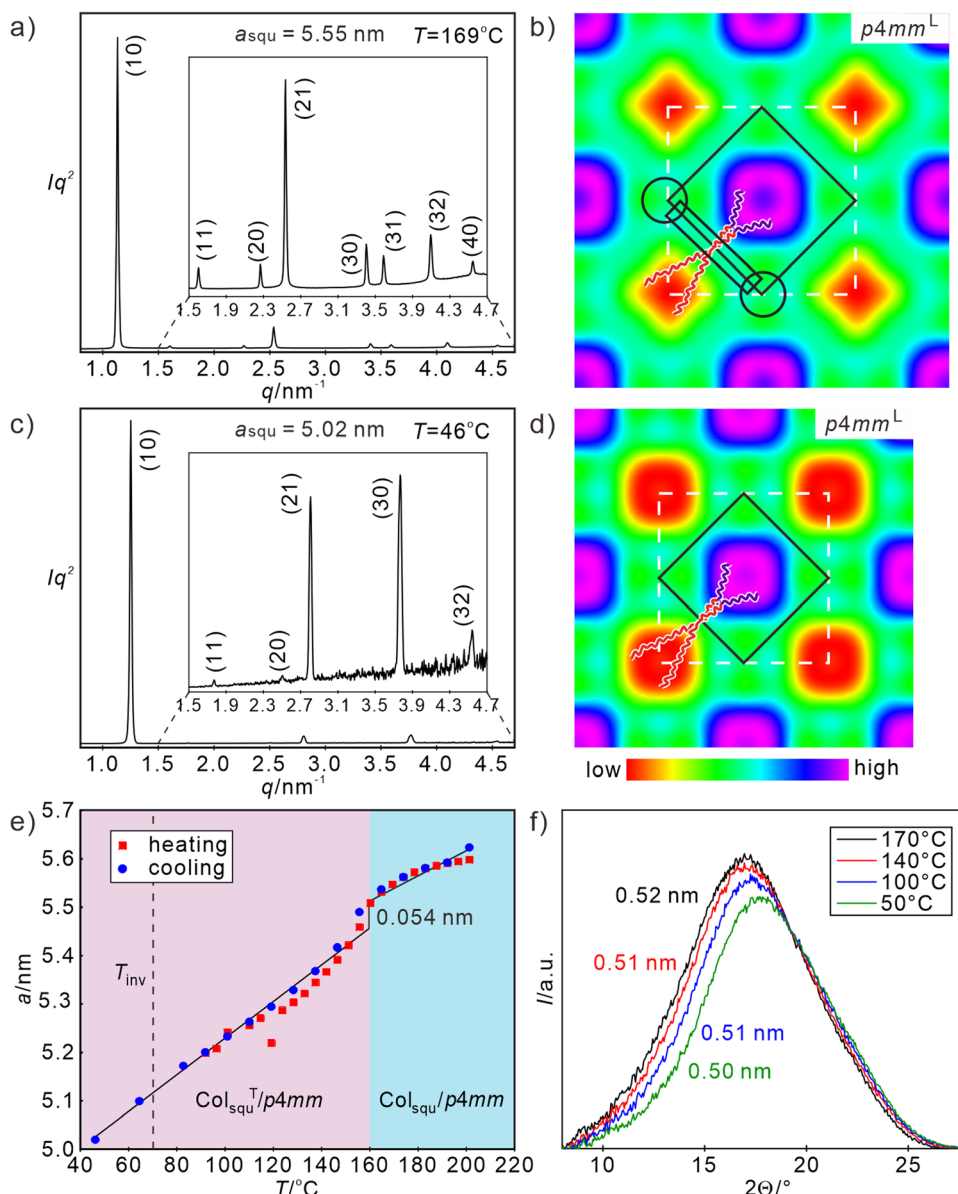 a)
a_squ = 5.55 nm T=169°C
(10)
(21)
(11)
(20)
(30)
(31)
(32)
(40)
Iq²
1.5 1.9 2.3 2.7 3.1 3.5 3.9 4.3 4.7
1.0 1.5 2.0 2.5 3.0 3.5 4.0 4.5
q/nm⁻¹
b)
p4mmᴸ
c)
a_squ = 5.02 nm T=46°C
(10)
(21)
(30)
(11)
(20)
(32)
Iq²
1.5 1.9 2.3 2.7 3.1 3.5 3.9 4.3 4.7
1.0 1.5 2.0 2.5 3.0 3.5 4.0 4.5
q/nm⁻¹
d)
p4mmᴸ
low high
e)
heating
cooling
a/nm
5.7
5.6
5.5
5.4
5.3
5.2
5.1
5.0
0.054 nm
T_inv
Col_squᵀ/p4mm
Col_squ/p4mm
40 60 80 100 120 140 160 180 200 220
T/°C
f)
170°C
140°C
100°C
50°C
0.52 nm
0.51 nm
0.51 nm
0.50 nm
I/a.u.
10 15 20 25
2Θ/°